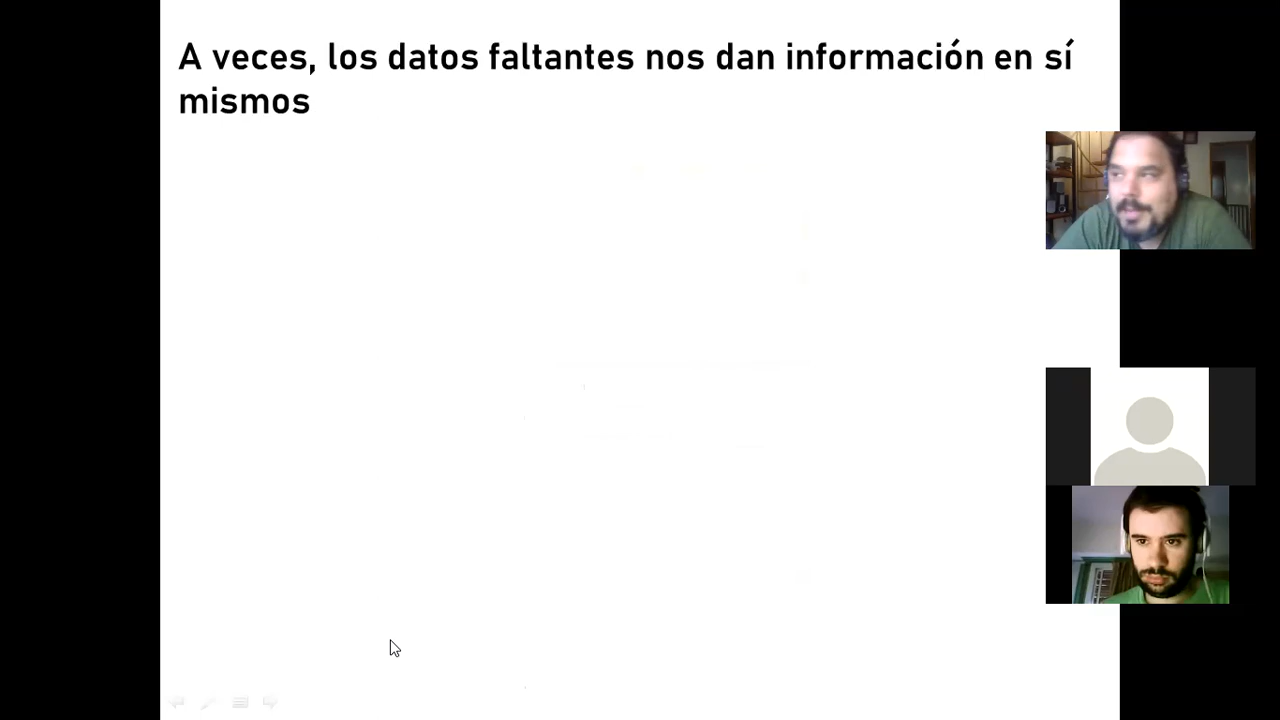 A veces, los datos faltantes nos dan información en sí
mismos